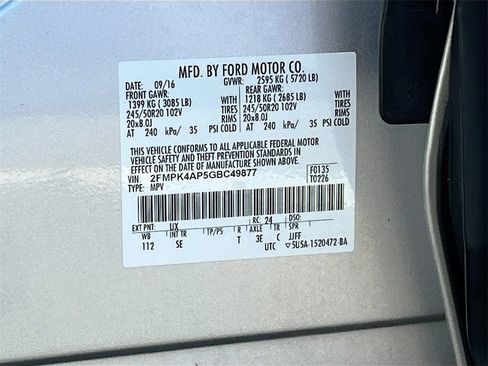 MFD. BY FORD MOTOR CO.
DATE: 09/16 GVWR: 2595 KG ( 5720 LB)
FRONT GAWR: REAR GAWR:
1399 KG ( 3085 LB) WITH 1218 KG ( 2685 LB) WITH
245/50R20 102V TIRES 245/50R20 102V TIRES
20x8.0J RIMS 20x8.0J RIMS
AT 240 kPa/ 35 PSI COLD AT 240 kPa/ 35 PSI COLD
THIS VEHICLE CONFORMS TO ALL APPLICABLE FEDERAL MOTOR
VEHICLE SAFETY, BUMPER, AND THEFT PREVENTION STANDARDS IN
EFFECT ON THE DATE OF MANUFACTURE SHOWN ABOVE.
VIN: 2FMPK4AP5GBC49877 F0135
TYPE: MPV T0226
EXT PNT: UX RC: 24 DSO:
WB INT TR TP/PS R AXLE TR SPR
112 SE T 3E C JJFF
UTC 5U5A-1520472-BA